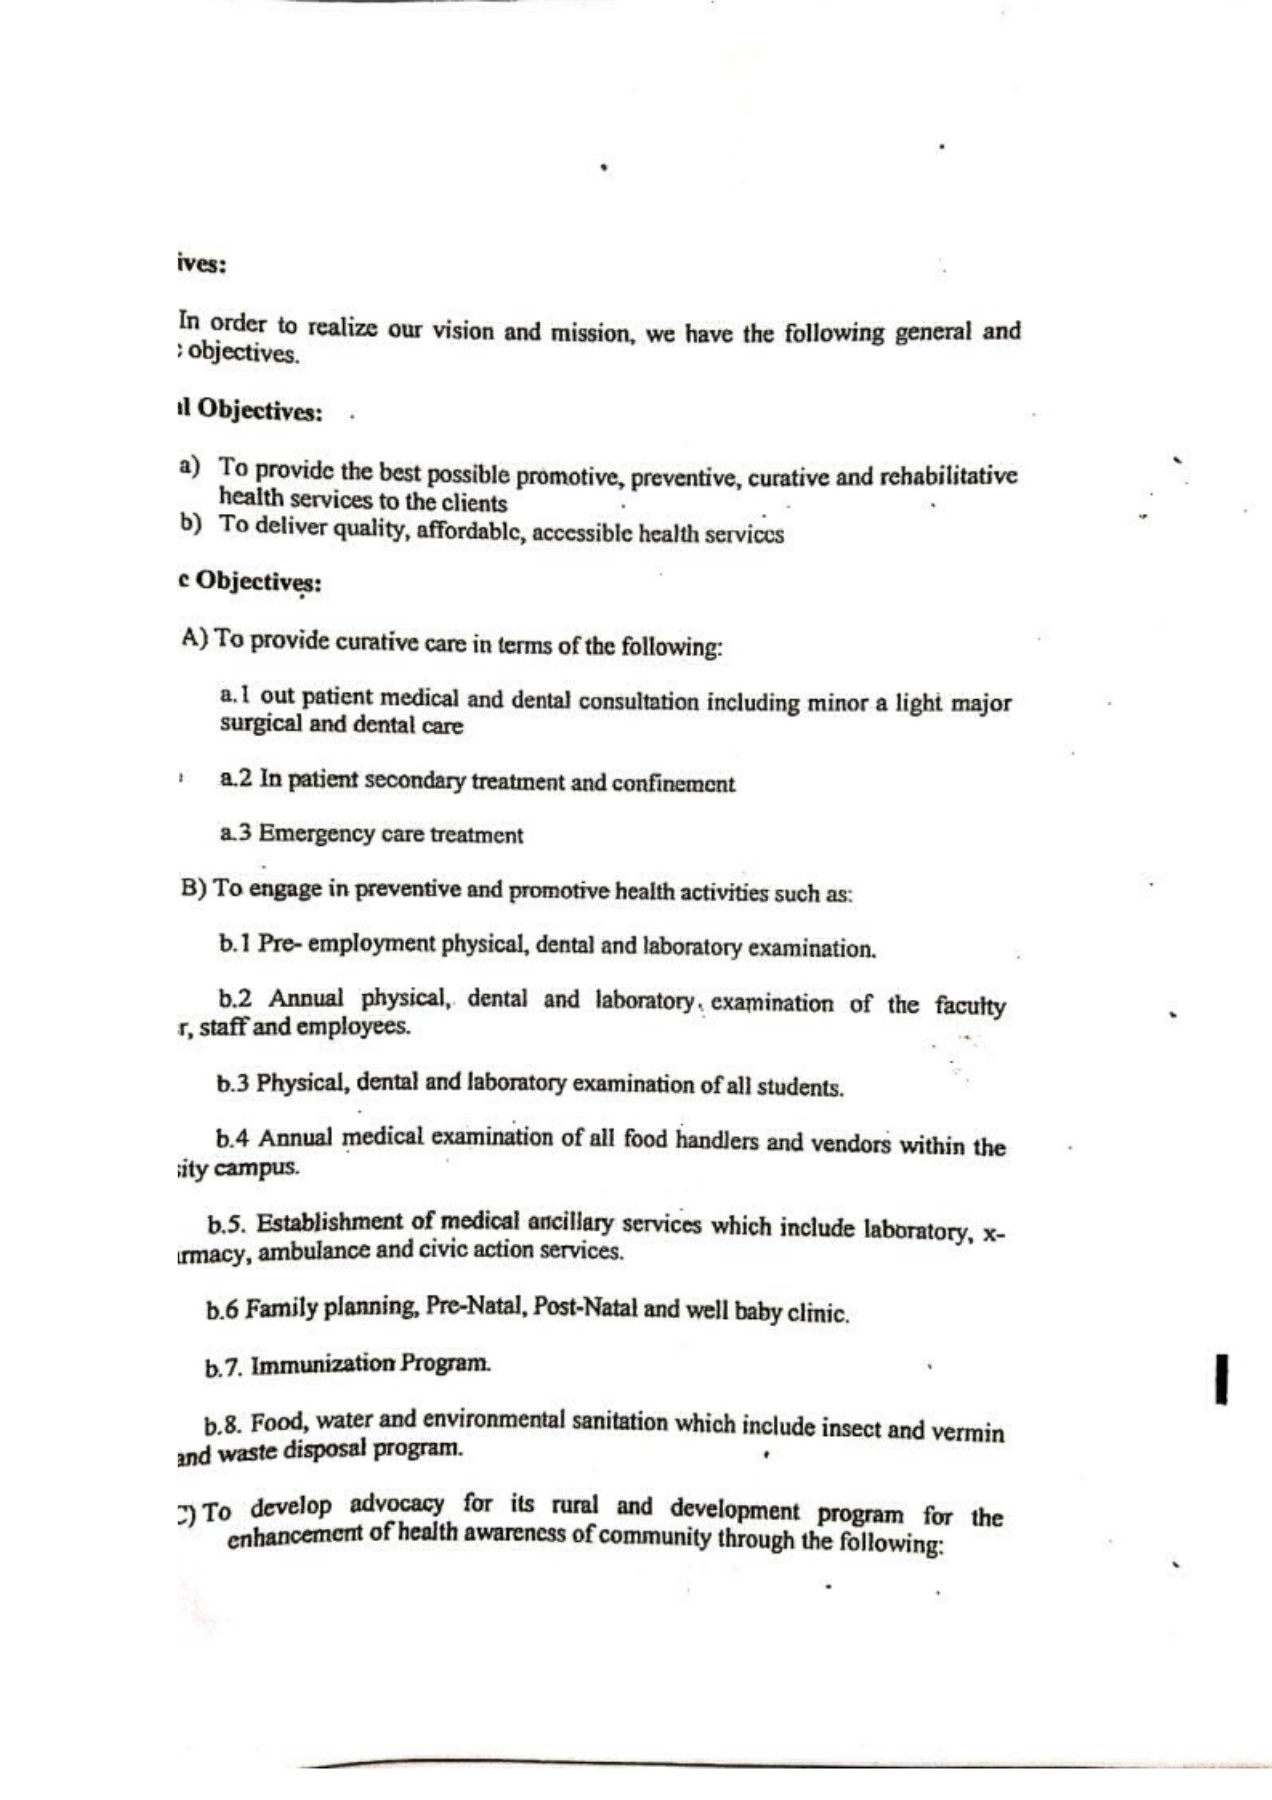 ives:
In order to realize our vision and mission, we have the following general and
objectives.
Objectives:
a) To provide the best possible promotive, preventive, curative and rehabilitative
health services to the clients
b) To deliver quality, affordable, accessible health services
c Objectives:
A) To provide curative care in terms of the following:
a.1 out patient medical and dental consultation including minor a light major
surgical and dental care
a.2 In patient secondary treatment and confinement
a.3 Emergency care treatment
B) To engage in preventive and promotive health activities such as:
b.1 Pre- employment physical, dental and laboratory examination.
b.2 Annual physical, dental and laboratory examination of the faculty
r, staff and employees.
b.3 Physical, dental and laboratory examination of all students.
b.4 Annual medical examination of all food handlers and vendors within the
sity campus.
b.5. Establishment of medical ancillary services which include laboratory, x-
rmacy, ambulance and civic action services.
b.6 Family planning, Pre-Natal, Post-Natal and well baby clinic.
b.7. Immunization Program.
b.8. Food, water and environmental sanitation which include insect and vermin
and waste disposal program.
C) To develop advocacy for its rural and development program for the
enhancement of health awareness of community through the following: